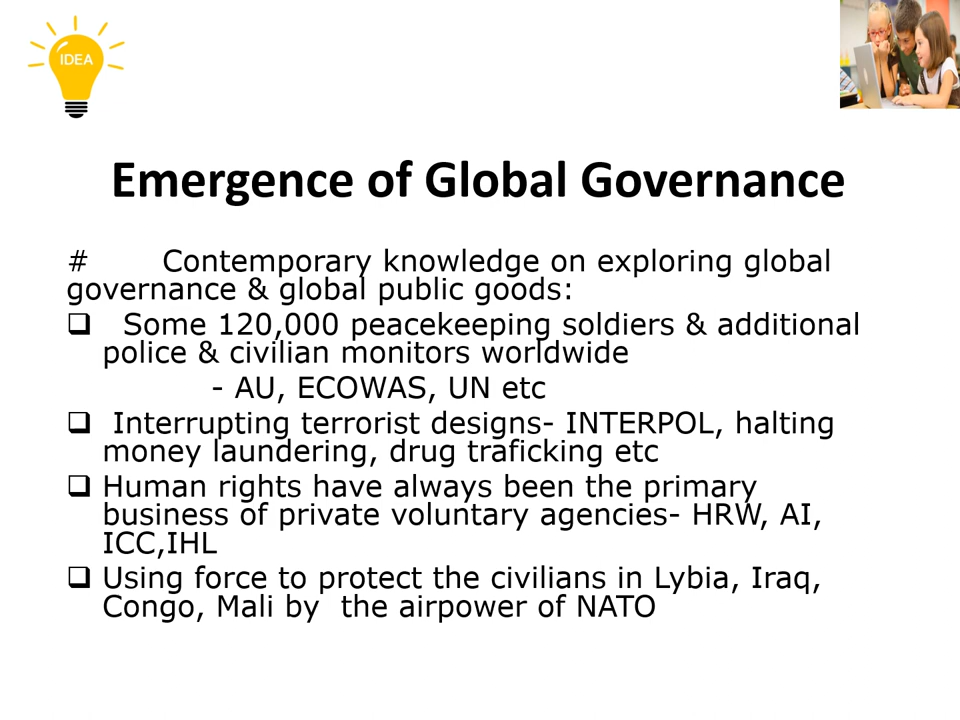 IDEA
Emergence of Global Governance
# Contemporary knowledge on exploring global
governance & global public goods:
❑ Some 120,000 peacekeeping soldiers & additional
police & civilian monitors worldwide
- AU, ECOWAS, UN etc
❑ Interrupting terrorist designs- INTERPOL, halting
money laundering, drug traficking etc
❑ Human rights have always been the primary
business of private voluntary agencies- HRW, AI,
ICC,IHL
❑ Using force to protect the civilians in Lybia, Iraq,
Congo, Mali by the airpower of NATO